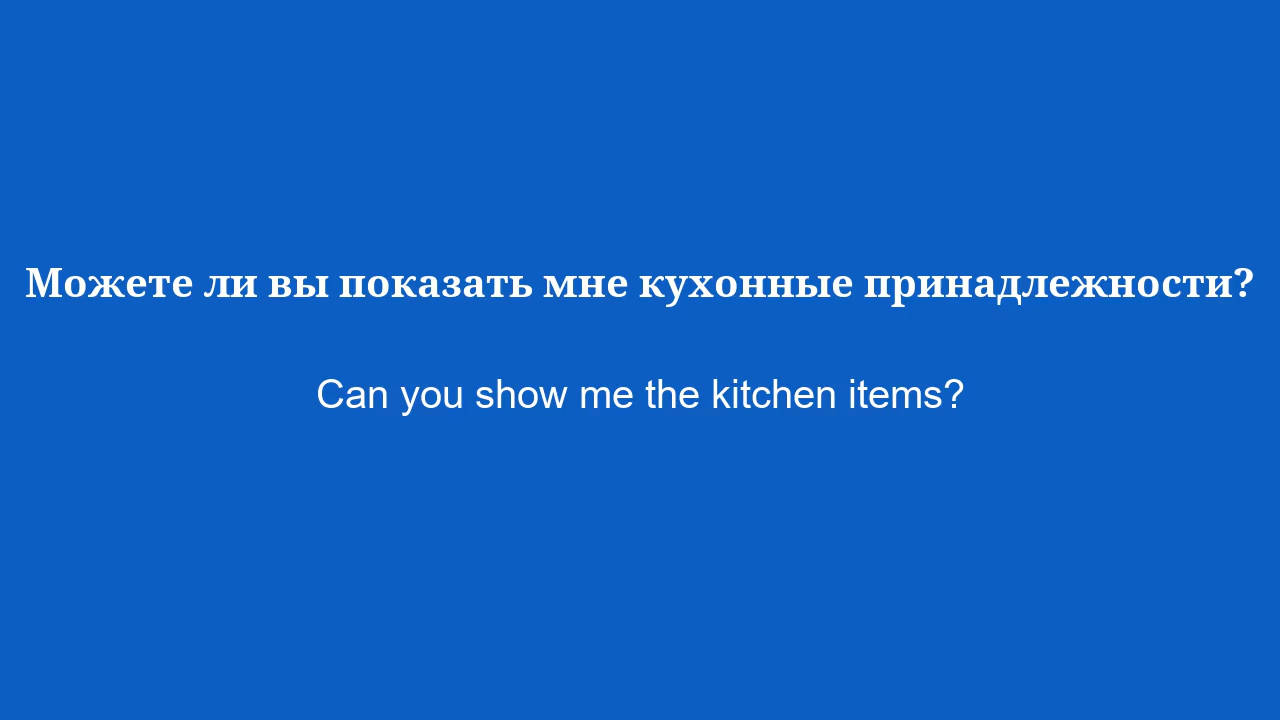 Можете ли вы показать мне кухонные принадлежности?
Can you show me the kitchen items?